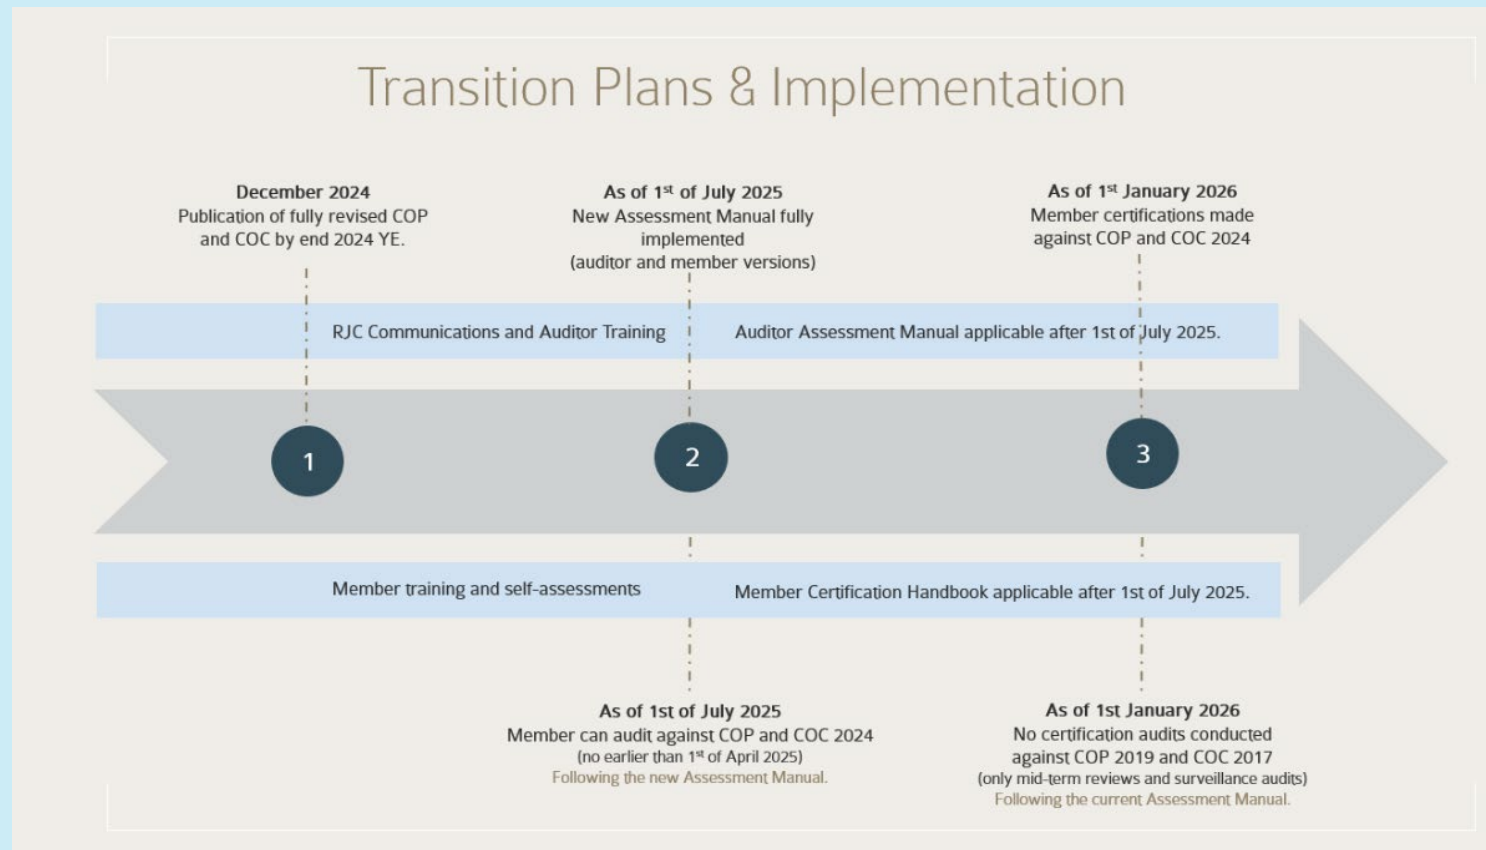 Transition Plans & Implementation
December 2024
Publication of fully revised COP
and COC by end 2024 YE.
As of 1st of July 2025
New Assessment Manual fully
implemented
(auditor and member versions)
As of 1st January 2026
Member certifications made
against COP and COC 2024
RJC Communications and Auditor Training
Auditor Assessment Manual applicable after 1st of July 2025.
1
2
3
Member training and self-assessments
Member Certification Handbook applicable after 1st of July 2025.
As of 1st of July 2025
Member can audit against COP and COC 2024
(no earlier than 1st of April 2025)
Following the new Assessment Manual.
As of 1st January 2026
No certification audits conducted
against COP 2019 and COC 2017
(only mid-term reviews and surveillance audits)
Following the current Assessment Manual.